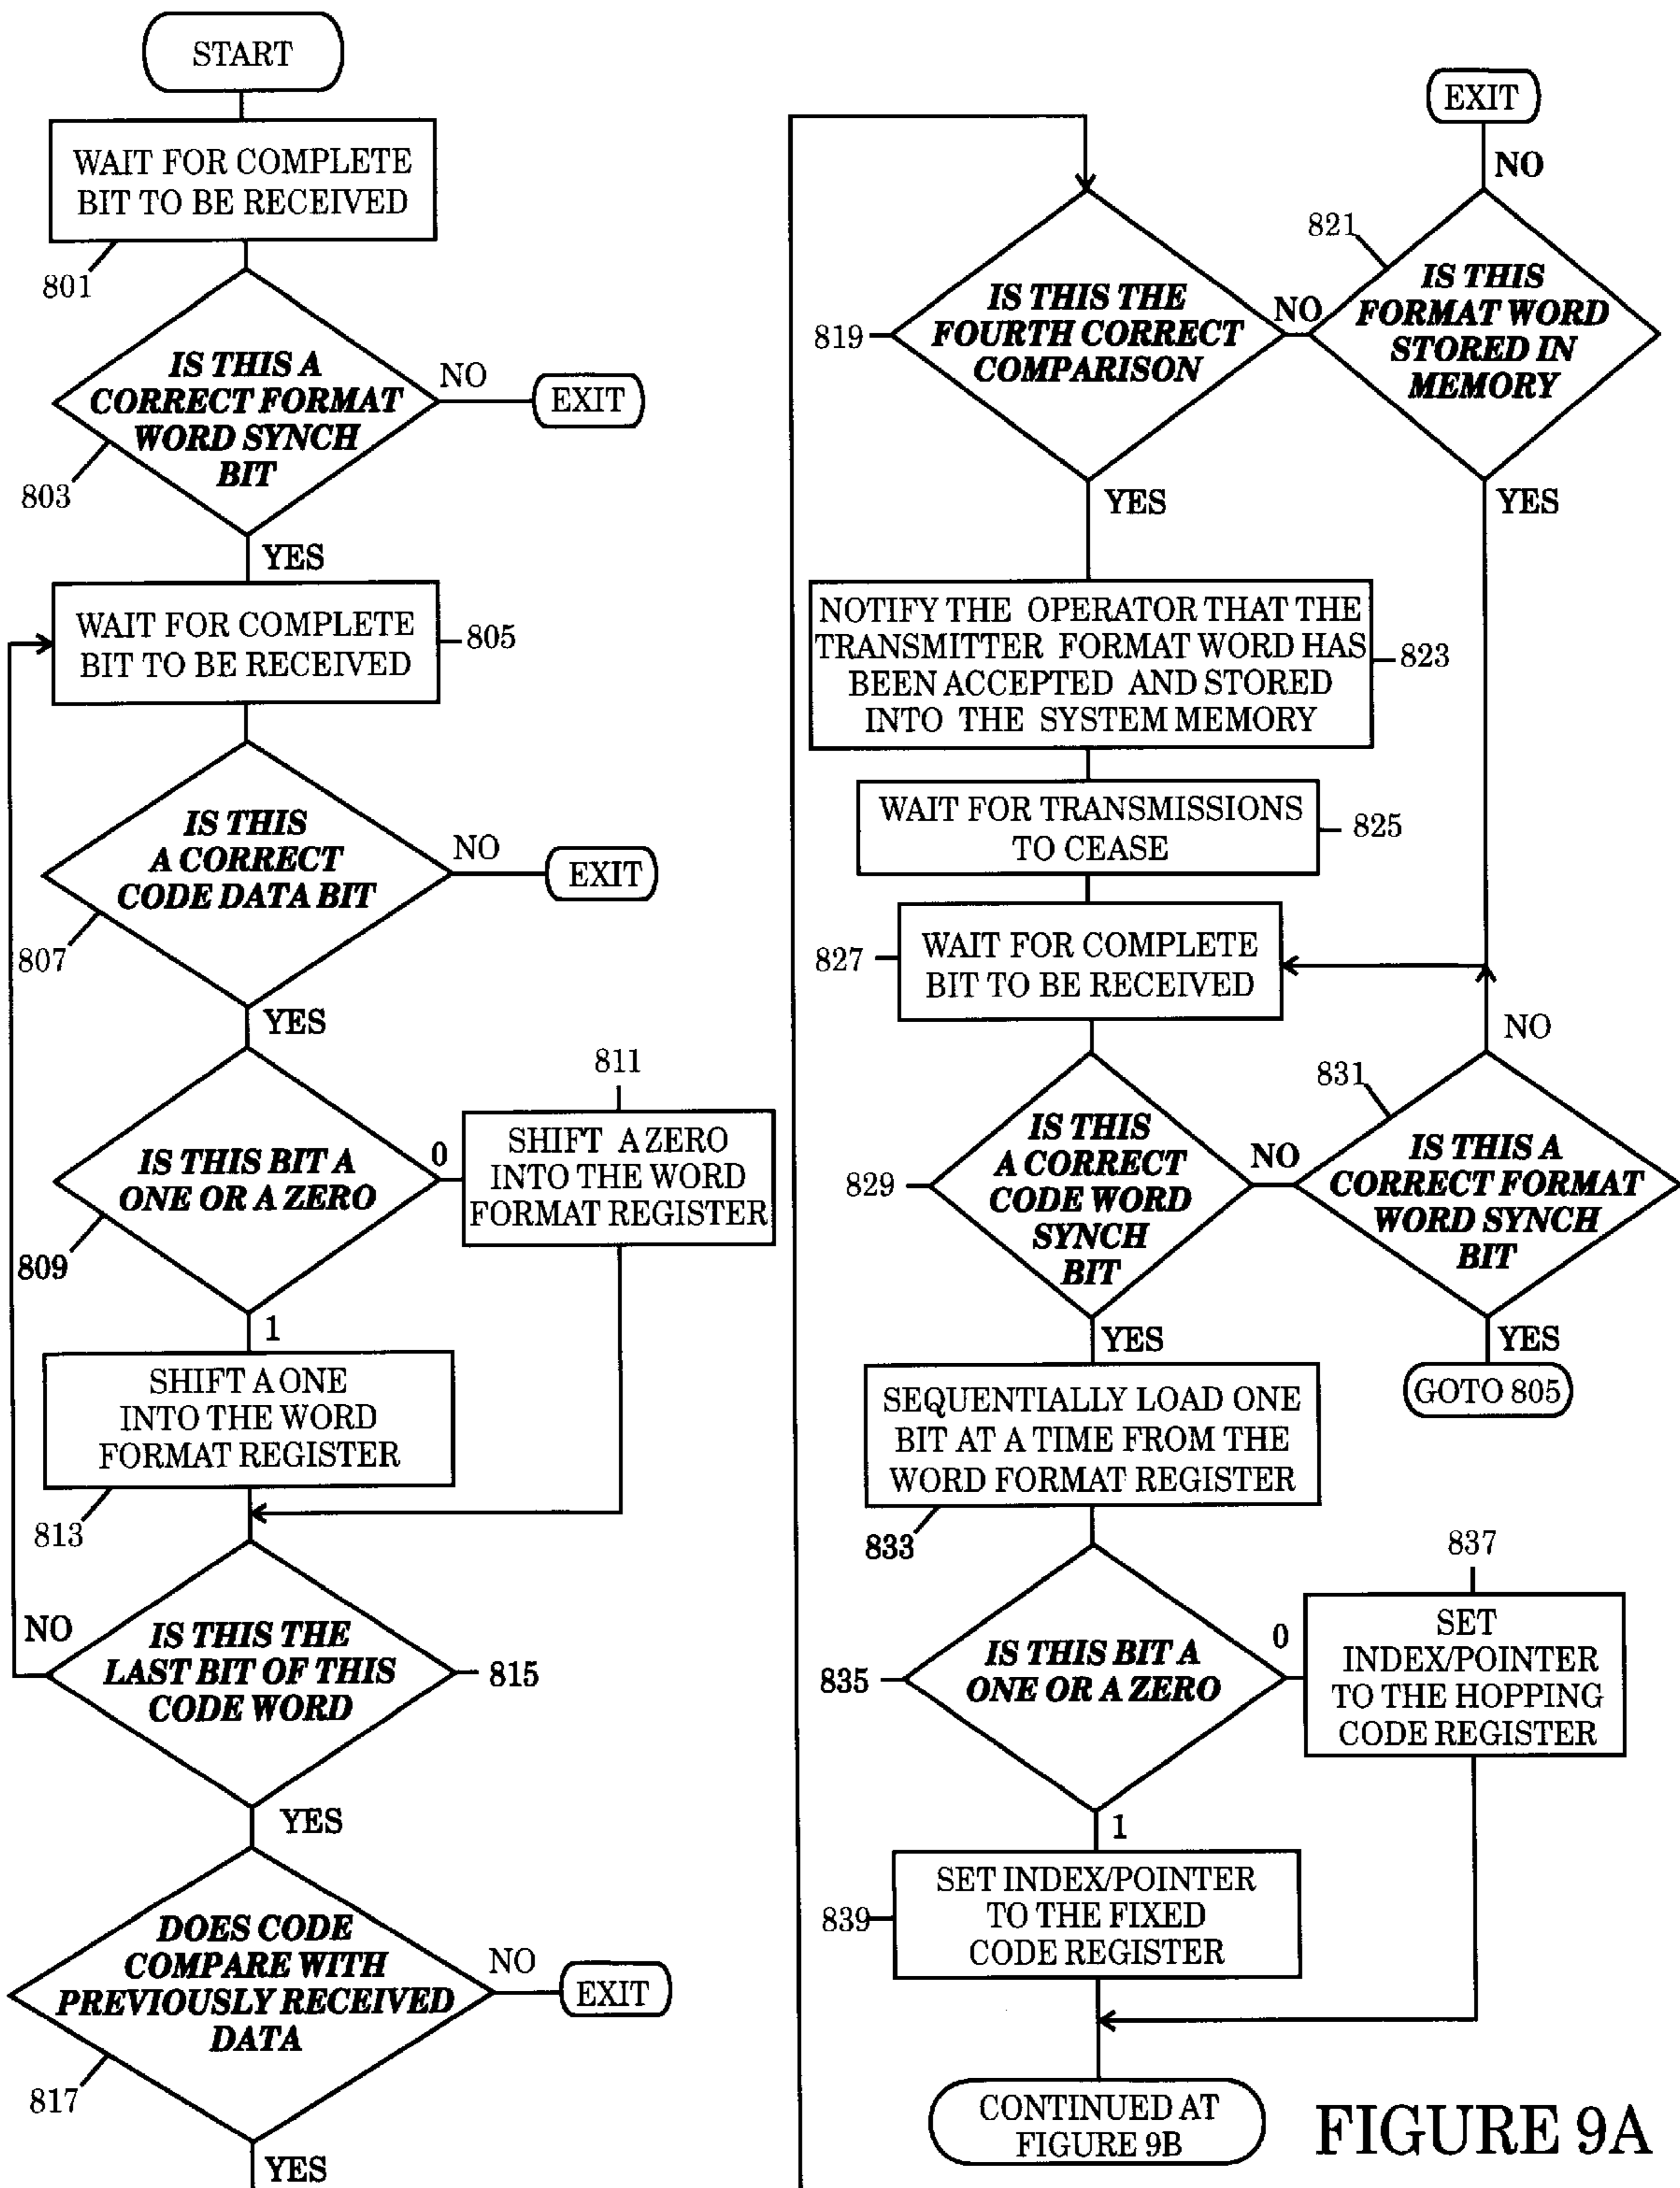 START
WAIT FOR COMPLETE
BIT TO BE RECEIVED
801
IS THIS A
CORRECT FORMAT
WORD SYNCH
BIT
NO
EXIT
803
YES
WAIT FOR COMPLETE
BIT TO BE RECEIVED
805
IS THIS
A CORRECT
CODE DATA BIT
NO
EXIT
807
YES
811
IS THIS BIT A
ONE OR A ZERO
0
SHIFT A ZERO
INTO THE WORD
FORMAT REGISTER
809
1
SHIFT A ONE
INTO THE WORD
FORMAT REGISTER
813
NO
IS THIS THE
LAST BIT OF THIS
CODE WORD
815
YES
DOES CODE
COMPARE WITH
PREVIOUSLY RECEIVED
DATA
NO
EXIT
817
YES
EXIT
NO
821
819
IS THIS THE
FOURTH CORRECT
COMPARISON
NO
IS THIS
FORMAT WORD
STORED IN
MEMORY
YES
YES
NOTIFY THE OPERATOR THAT THE
TRANSMITTER FORMAT WORD HAS
BEEN ACCEPTED AND STORED
INTO THE SYSTEM MEMORY
823
WAIT FOR TRANSMISSIONS
TO CEASE
825
827
WAIT FOR COMPLETE
BIT TO BE RECEIVED
NO
831
829
IS THIS
A CORRECT
CODE WORD
SYNCH
BIT
NO
IS THIS A
CORRECT FORMAT
WORD SYNCH
BIT
YES
YES
GOTO 805
SEQUENTIALLY LOAD ONE
BIT AT A TIME FROM THE
WORD FORMAT REGISTER
833
837
835
IS THIS BIT A
ONE OR A ZERO
0
SET
INDEX/POINTER
TO THE HOPPING
CODE REGISTER
1
839
SET INDEX/POINTER
TO THE FIXED
CODE REGISTER
CONTINUED AT
FIGURE 9B
FIGURE 9A